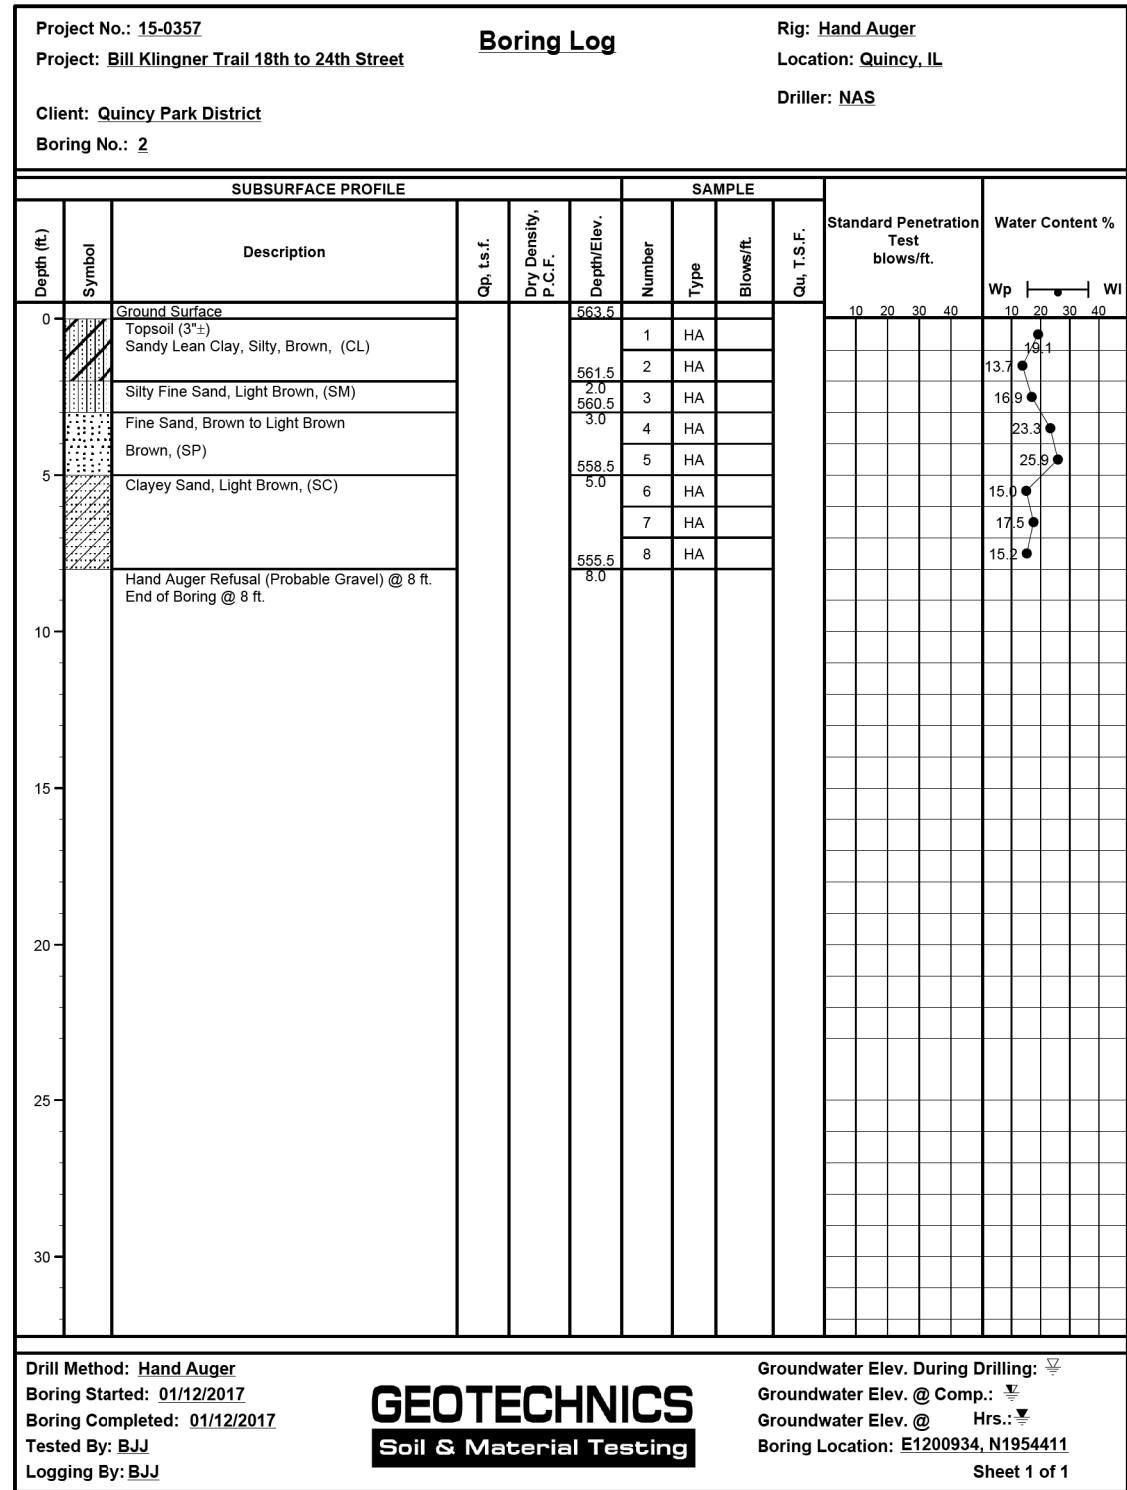 Project No.: 15-0357
Project: Bill Klingner Trail 18th to 24th Street
Client: Quincy Park District
Boring No.: 2
Boring Log
Rig: Hand Auger
Location: Quincy, IL
Driller: NAS
SUBSURFACE PROFILE
SAMPLE
Depth (ft.)
Symbol
Description
Qp, t.s.f.
Dry Density,
P.C.F.
Depth/Elev.
Number
Type
Blows/ft.
Qu, T.S.F.
Standard Penetration
Test
blows/ft.
Water Content %
Wp Wl
10 20 30 40
10 20 30 40
0
Ground Surface
563.5
Topsoil (3"±)
Sandy Lean Clay, Silty, Brown, (CL)
1 HA
19.1
561.5
2.0
2 HA
13.7
Silty Fine Sand, Light Brown, (SM)
560.5
3.0
3 HA
16.9
Fine Sand, Brown to Light Brown
Brown, (SP)
4 HA
23.3
558.5
5.0
5 HA
25.9
5
Clayey Sand, Light Brown, (SC)
6 HA
15.0
7 HA
17.5
555.5
8.0
8 HA
15.2
Hand Auger Refusal (Probable Gravel) @ 8 ft.
End of Boring @ 8 ft.
10
15
20
25
30
Drill Method: Hand Auger
Boring Started: 01/12/2017
Boring Completed: 01/12/2017
Tested By: BJJ
Logging By: BJJ
GEOTECHNICS
Soil & Material Testing
Groundwater Elev. During Drilling:
Groundwater Elev. @ Comp.:
Groundwater Elev. @ Hrs.:
Boring Location: E1200934, N1954411
Sheet 1 of 1